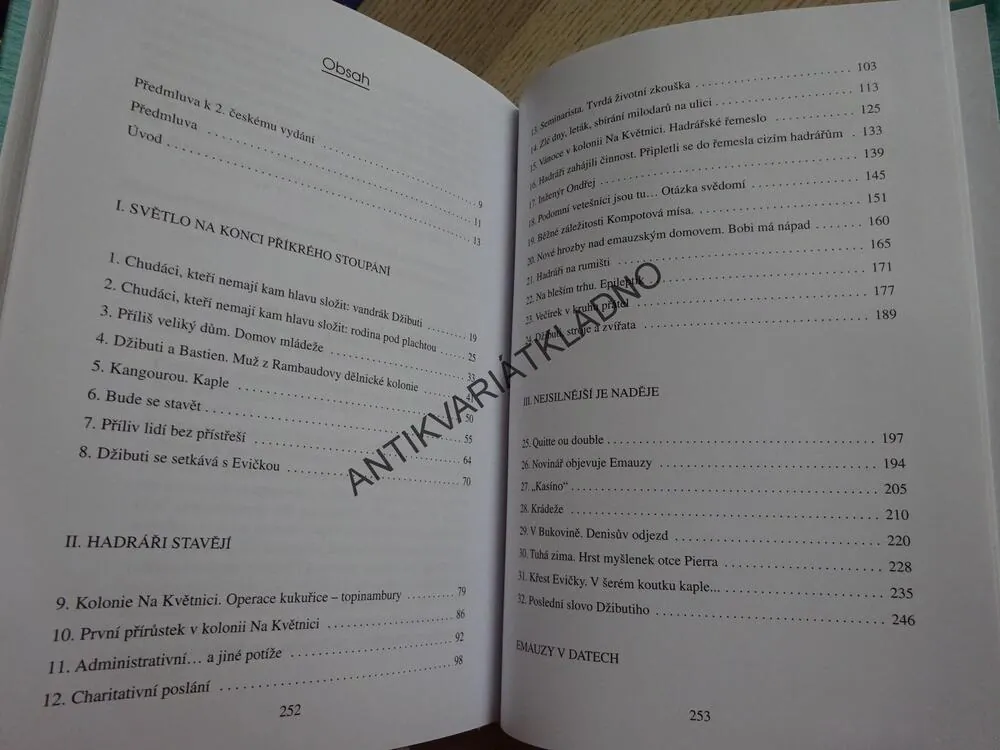 Obsah
Předmluva k 2. českému vydání ..... 9
Předmluva ..... 11
Úvod ..... 13
I. SVĚTLO NA KONCI PŘÍKRÉHO STOUPÁNÍ
1. Chudáci, kteří nemají kam hlavu složit: vandrák Džibuti ..... 19
2. Chudáci, kteří nemají kam hlavu složit: rodina pod plachtou ..... 25
3. Příliš veliký dům. Domov mládeže ..... 33
4. Džibuti a Bastien. Muž z Rambaudovy dělnické kolonie
5. Kangourou. Kaple ..... 50
6. Bude se stavět ..... 55
7. Příliv lidí bez přístřeší ..... 64
8. Džibuti se setkává s Evičkou ..... 70
II. HADRÁŘI STAVĚJÍ
9. Kolonie Na Květnici. Operace kukuřice – topinambury ..... 79
10. První přírůstek v kolonii Na Květnici ..... 86
11. Administrativní... a jiné potíže ..... 92
12. Charitativní poslání ..... 98
252
13. Seminarista. Tvrdá životní zkouška ..... 103
14. Zlé dny, leták, sbírání milodarů na ulici ..... 113
15. Vánoce v kolonii Na Květnici. Hadrářské řemeslo ..... 125
16. Hadráři zahájili činnost. Připletli se do řemesla cizím hadrářům . 133
17. Inženýr Ondřej ..... 139
18. Podomní vetešníci jsou tu... Otázka svědomí ..... 145
19. Běžné záležitosti Kompotová mísa. ..... 151
20. Nové hrozby nad emauzským domovem. Bobi má nápad ..... 160
21. Hadráři na rumišti ..... 165
22. Na bleším trhu. Epileptik ..... 171
23. Večírek v kruhu přátel ..... 177
24. Džibuti, stroje a zvířata ..... 189
III. NEJSILNĚJŠÍ JE NADĚJE
25. Quitte ou double ..... 197
26. Novinář objevuje Emauzy ..... 194
27. „Kasíno“ ..... 205
28. Krádeže ..... 210
29. V Bukovině. Denisův odjezd ..... 220
30. Tuhá zima. Hrst myšlenek otce Pierra ..... 228
31. Křest Evičky. V šerém koutku kaple... ..... 235
32. Poslední slovo Džibutiho ..... 246
EMAUZY V DATECH
253
ANTIKVARIÁTKLADNO